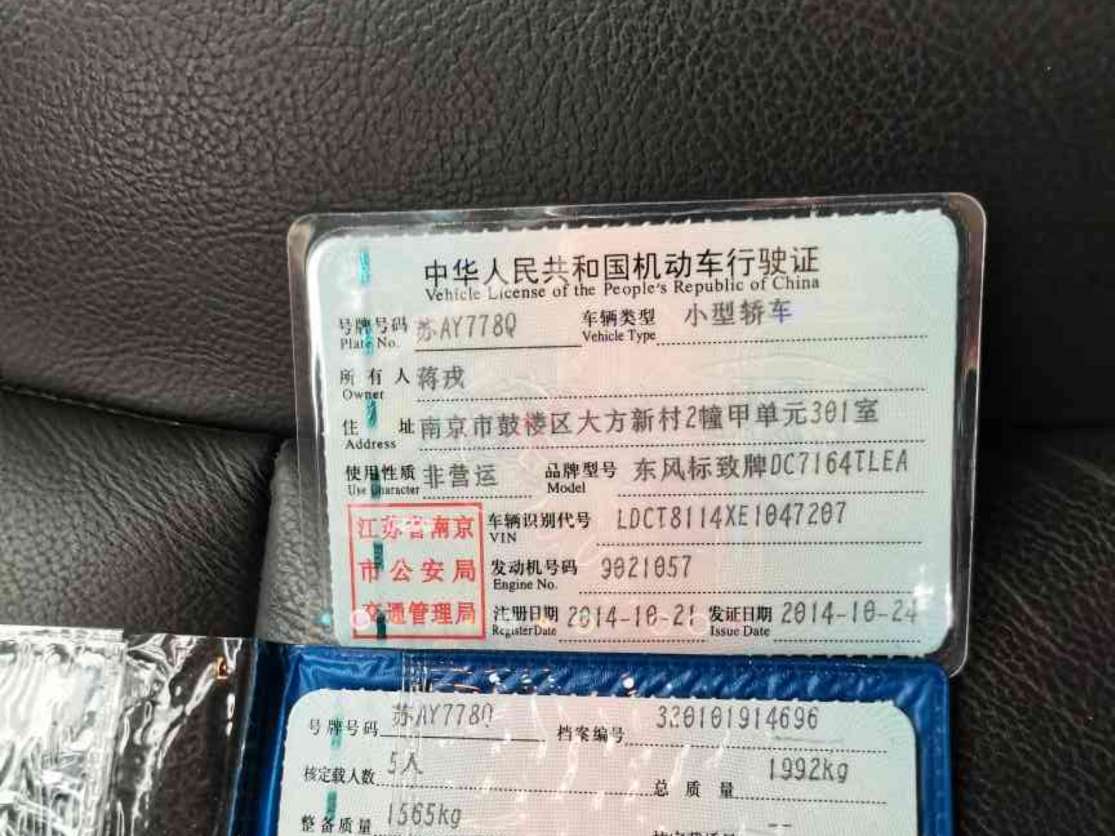 中华人民共和国机动车行驶证
Vehicle License of the People's Republic of China
号牌号码 苏AY778Q 车辆类型 小型轿车
Plate No. Vehicle Type
所有人 蒋戎
Owner
住址 南京市鼓楼区大方新村2幢甲单元301室
Address
使用性质 非营运 品牌型号 东风标致牌DC7164TLEA
Use Character Model
江苏省南京
市公安局
交通管理局
车辆识别代号 LDCT8114XE1047207
VIN
发动机号码 9021057
Engine No.
注册日期 2014-10-21 发证日期 2014-10-24
Register Date Issue Date
号牌号码 苏AY778Q 档案编号 320101914696
核定载人数 5人 总质量 1992kg
整备质量 1565kg --